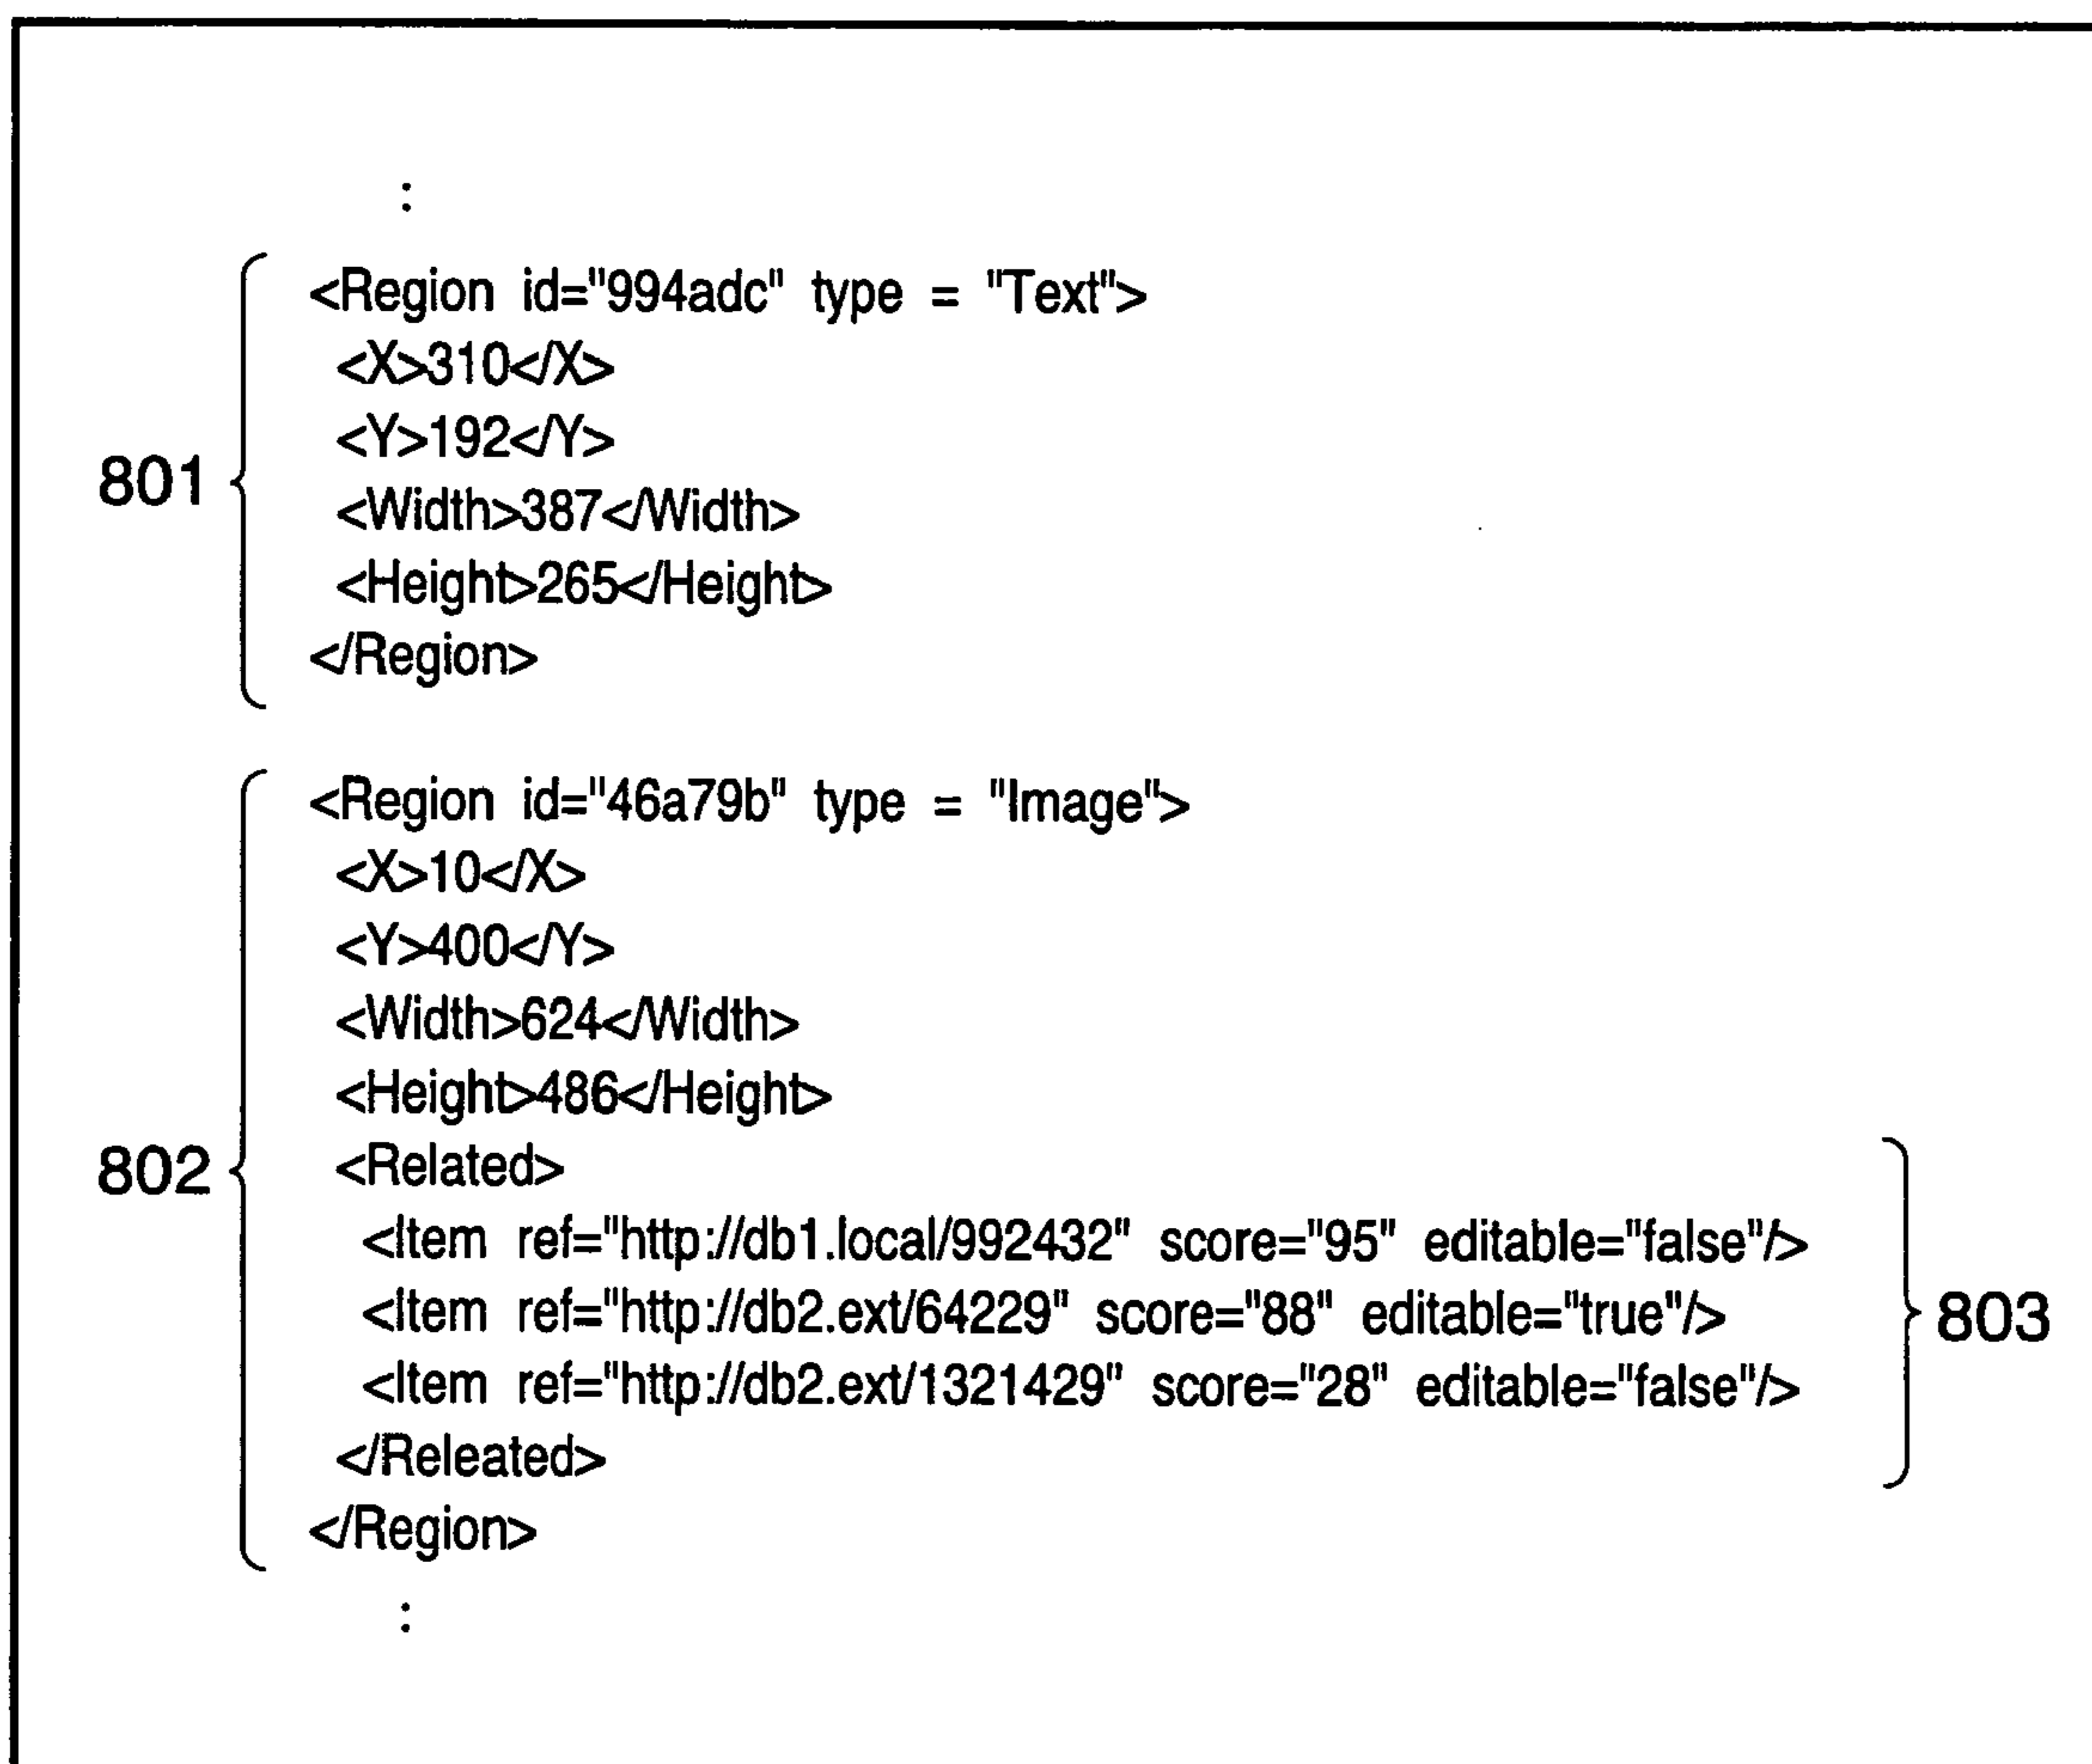 :
<Region id="994adc" type = "Text">
<X>310</X>
<Y>192</Y>
801
<Width>387</Width>
<Height>265</Height>
</Region>
<Region id="46a79b" type = "Image">
<X>10</X>
<Y>400</Y>
<Width>624</Width>
<Height>486</Height>
802
<Related>
<Item ref="http://db1.local/992432" score="95" editable="false"/>
<Item ref="http://db2.ext/64229" score="88" editable="true"/>
803
<Item ref="http://db2.ext/1321429" score="28" editable="false"/>
</Releated>
</Region>
: